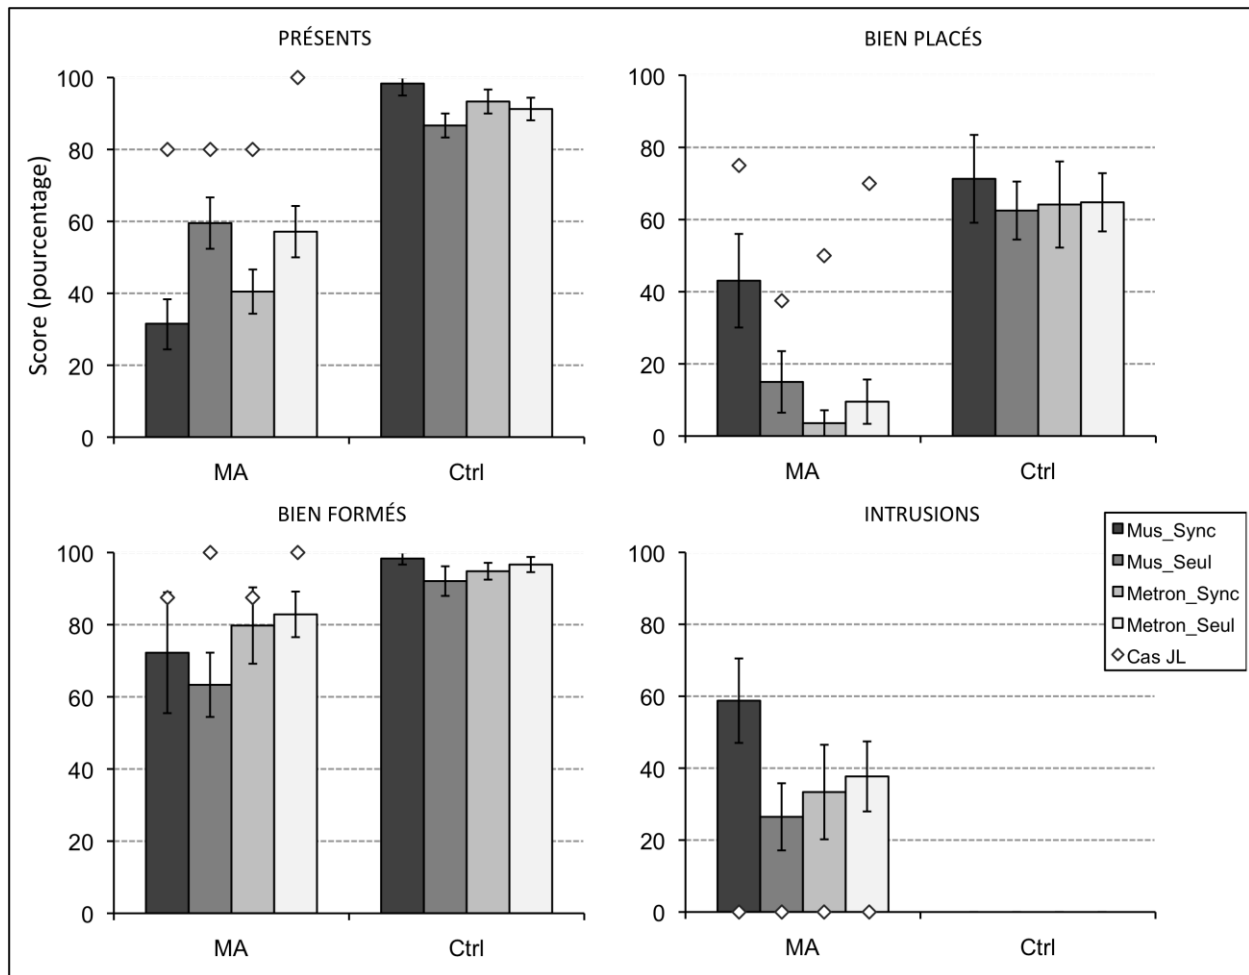 PRÉSENTS
Score (pourcentage)
100
80
60
40
20
0
MA Ctrl
BIEN PLACÉS
100
80
60
40
20
0
MA Ctrl
BIEN FORMÉS
100
80
60
40
20
0
MA Ctrl
INTRUSIONS
100
80
60
40
20
0
MA Ctrl
Mus_Sync
Mus_Seul
Metron_Sync
Metron_Seul
Cas JL